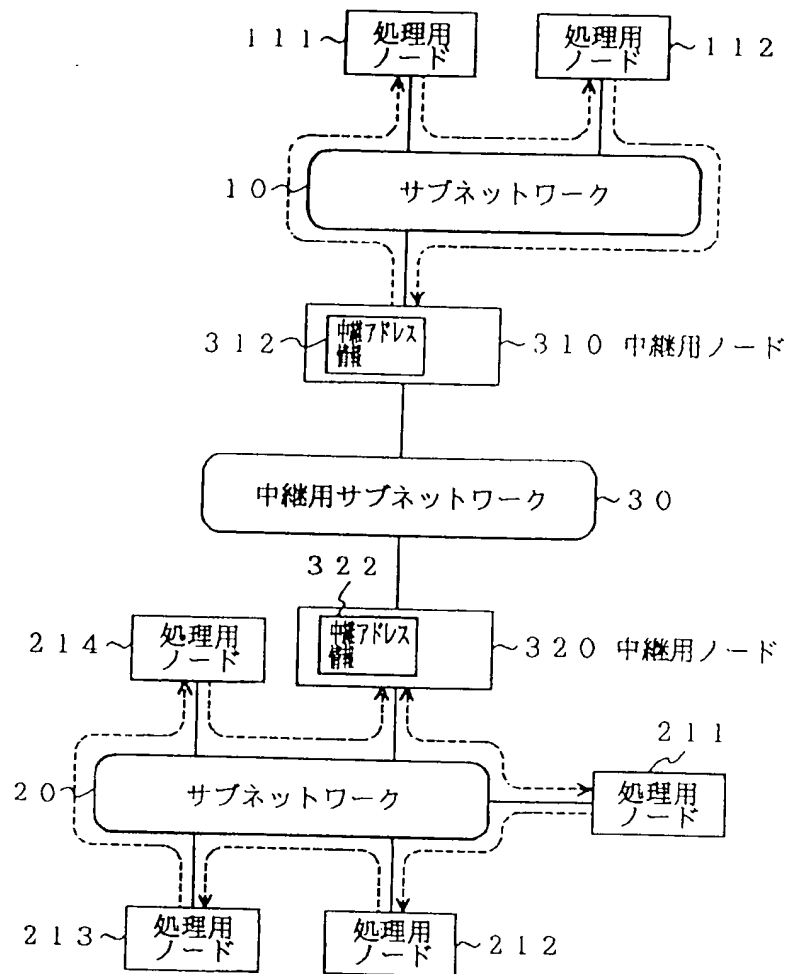 111 処理用
ノード
処理用
ノード 112
10 サブネットワーク
312 中継アドレス
情報
310 中継用ノード
中継用サブネットワーク 30
322
214 処理用
ノード
中継アドレス
情報
320 中継用ノード
211
20 サブネットワーク
処理用
ノード
213 処理用
ノード
処理用
ノード 212